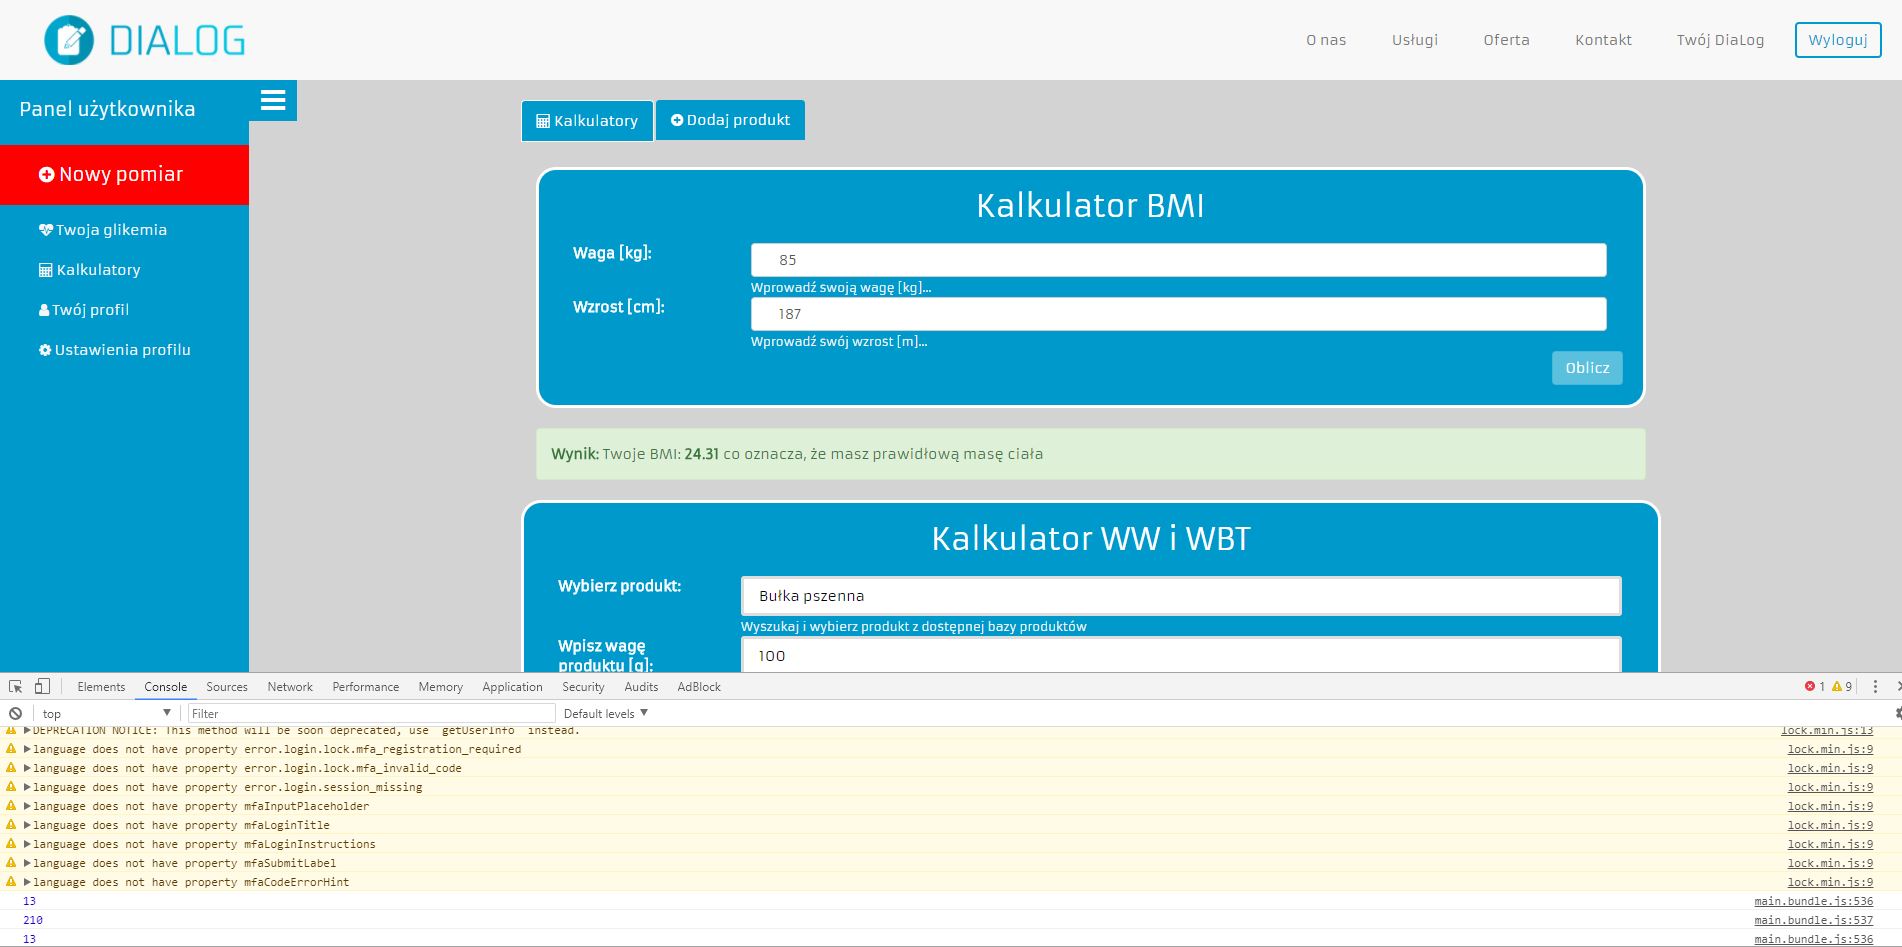 DIALOG
O nas Usługi Oferta Kontakt Twój DiaLog Wyloguj
Panel użytkownika
Nowy pomiar
Twoja glikemia
Kalkulatory
Twój profil
Ustawienia profilu
Kalkulatory Dodaj produkt
Kalkulator BMI
Waga [kg]: 85
Wprowadź swoją wagę [kg]...
Wzrost [cm]: 187
Wprowadź swój wzrost [m]...
Oblicz
Wynik: Twoje BMI: 24.31 co oznacza, że masz prawidłową masę ciała
Kalkulator WW i WBT
Wybierz produkt: Bułka pszenna
Wyszukaj i wybierz produkt z dostępnej bazy produktów
Wpisz wagę
produktu [g]: 100
Elements Console Sources Network Performance Memory Application Security Audits AdBlock 1 9
top Filter Default levels
DEPRECATION NOTICE: This method will be soon deprecated, use `getUserInfo` instead. lock.min.js:13
language does not have property error.login.lock.mfa_registration_required lock.min.js:9
language does not have property error.login.lock.mfa_invalid_code lock.min.js:9
language does not have property error.login.session_missing lock.min.js:9
language does not have property mfaInputPlaceholder lock.min.js:9
language does not have property mfaLoginTitle lock.min.js:9
language does not have property mfaLoginInstructions lock.min.js:9
language does not have property mfaSubmitLabel lock.min.js:9
language does not have property mfaCodeErrorHint lock.min.js:9
13 main.bundle.js:536
210 main.bundle.js:537
13 main.bundle.js:536